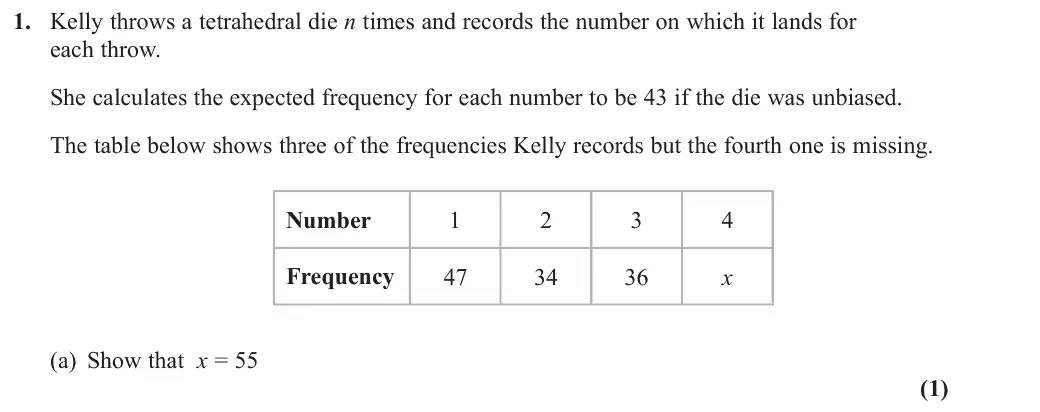 1. Kelly throws a tetrahedral die n times and records the number on which it lands for
each throw.
She calculates the expected frequency for each number to be 43 if the die was unbiased.
The table below shows three of the frequencies Kelly records but the fourth one is missing.
Number 1 2 3 4
Frequency 47 34 36 x
(a) Show that x = 55
(1)